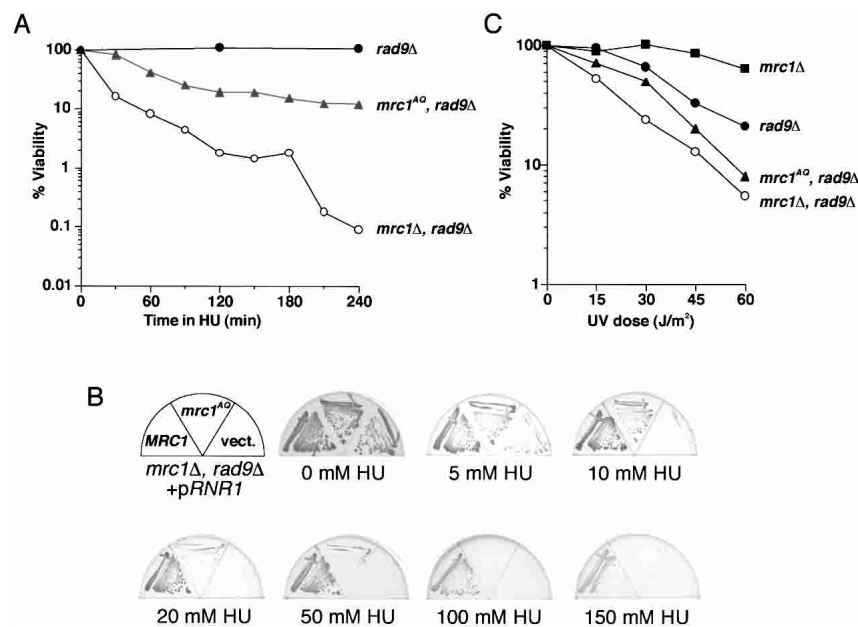 A
% Viability
100
10
1
0.1
0.01
0 60 120 180 240
Time in HU (min)
rad9Δ
mrc1AQ, rad9Δ
mrc1Δ, rad9Δ
C
% Viability
100
10
1
0 15 30 45 60
UV dose (J/m²)
mrc1Δ
rad9Δ
mrc1AQ, rad9Δ
mrc1Δ, rad9Δ
B
mrc1AQ
MRC1 vect.
mrc1Δ, rad9Δ
+pRNR1
0 mM HU 5 mM HU 10 mM HU
20 mM HU 50 mM HU 100 mM HU 150 mM HU